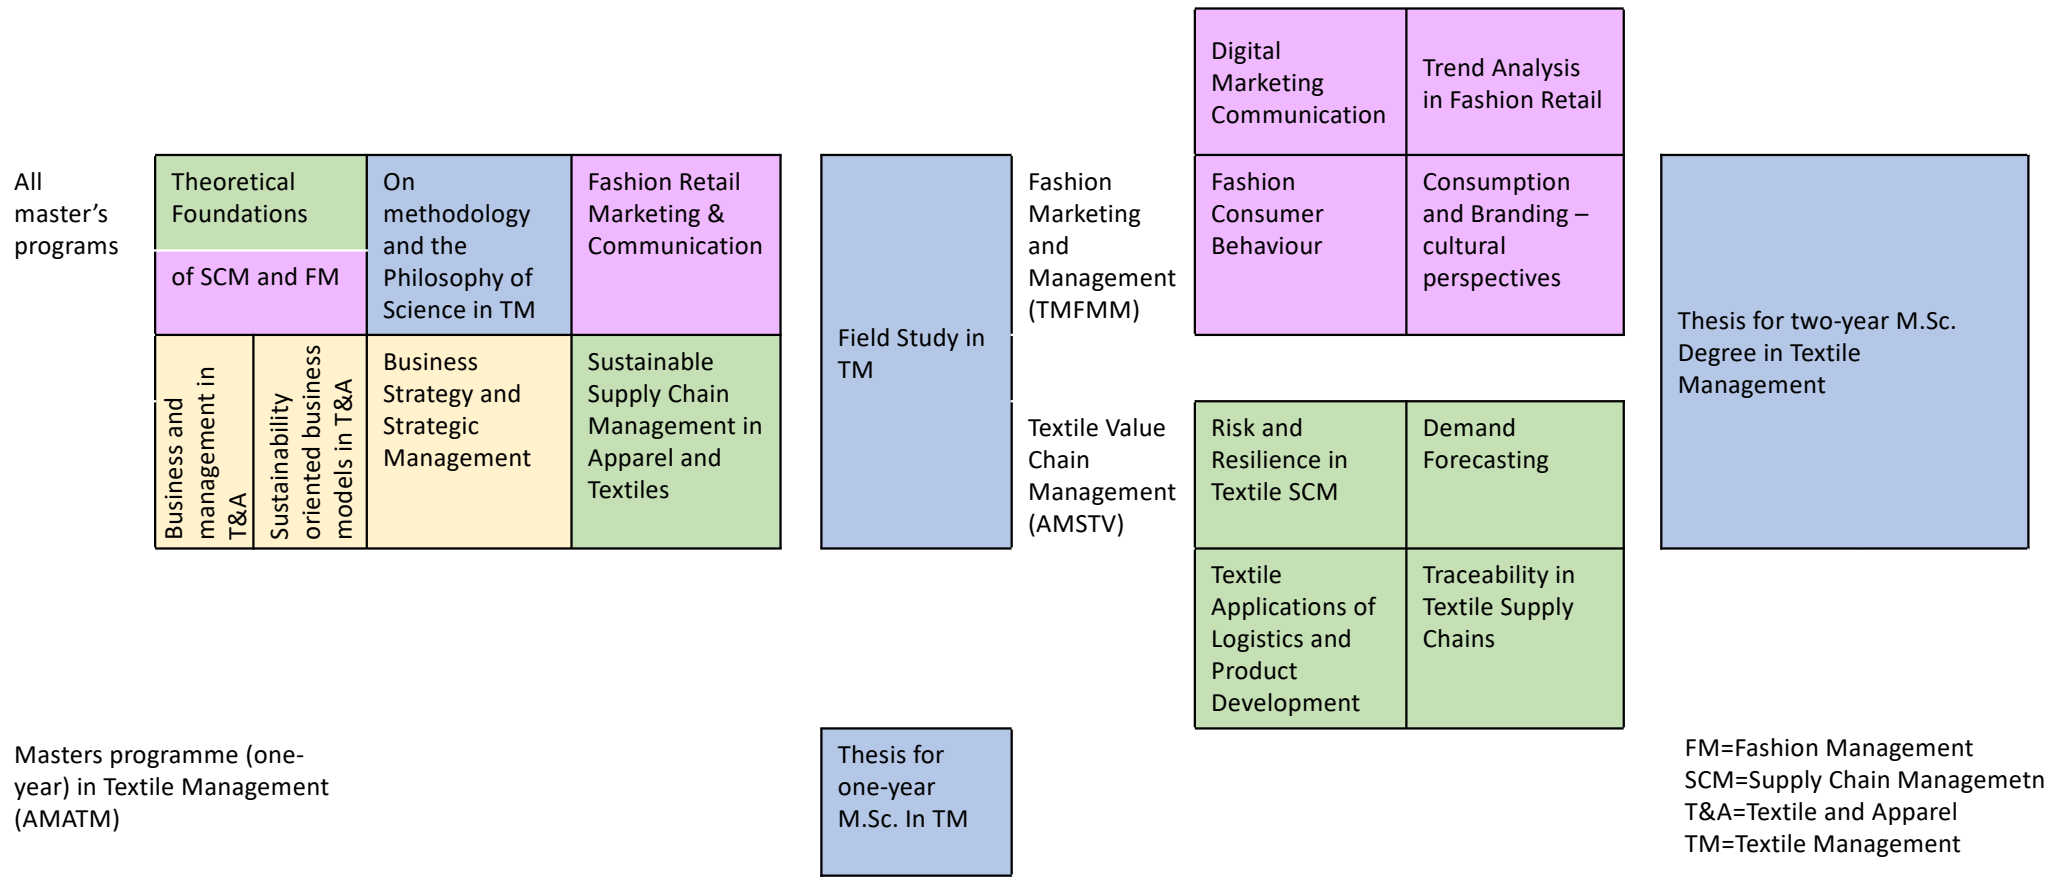 All
master’s
programs
Theoretical
Foundations
of SCM and FM
On
methodology
and the
Philosophy of
Science in TM
Fashion Retail
Marketing &
Communication
Business and
management in
T&A
Sustainability
oriented business
models in T&A
Business
Strategy and
Strategic
Management
Sustainable
Supply Chain
Management in
Apparel and
Textiles
Field Study in
TM
Fashion
Marketing
and
Management
(TMFMM)
Digital
Marketing
Communication
Trend Analysis
in Fashion Retail
Fashion
Consumer
Behaviour
Consumption
and Branding –
cultural
perspectives
Textile Value
Chain
Management
(AMSTV)
Risk and
Resilience in
Textile SCM
Demand
Forecasting
Textile
Applications of
Logistics and
Product
Development
Traceability in
Textile Supply
Chains
Thesis for two-year M.Sc.
Degree in Textile
Management
Masters programme (one-
year) in Textile Management
(AMATM)
Thesis for
one-year
M.Sc. In TM
FM=Fashion Management
SCM=Supply Chain Managemetn
T&A=Textile and Apparel
TM=Textile Management